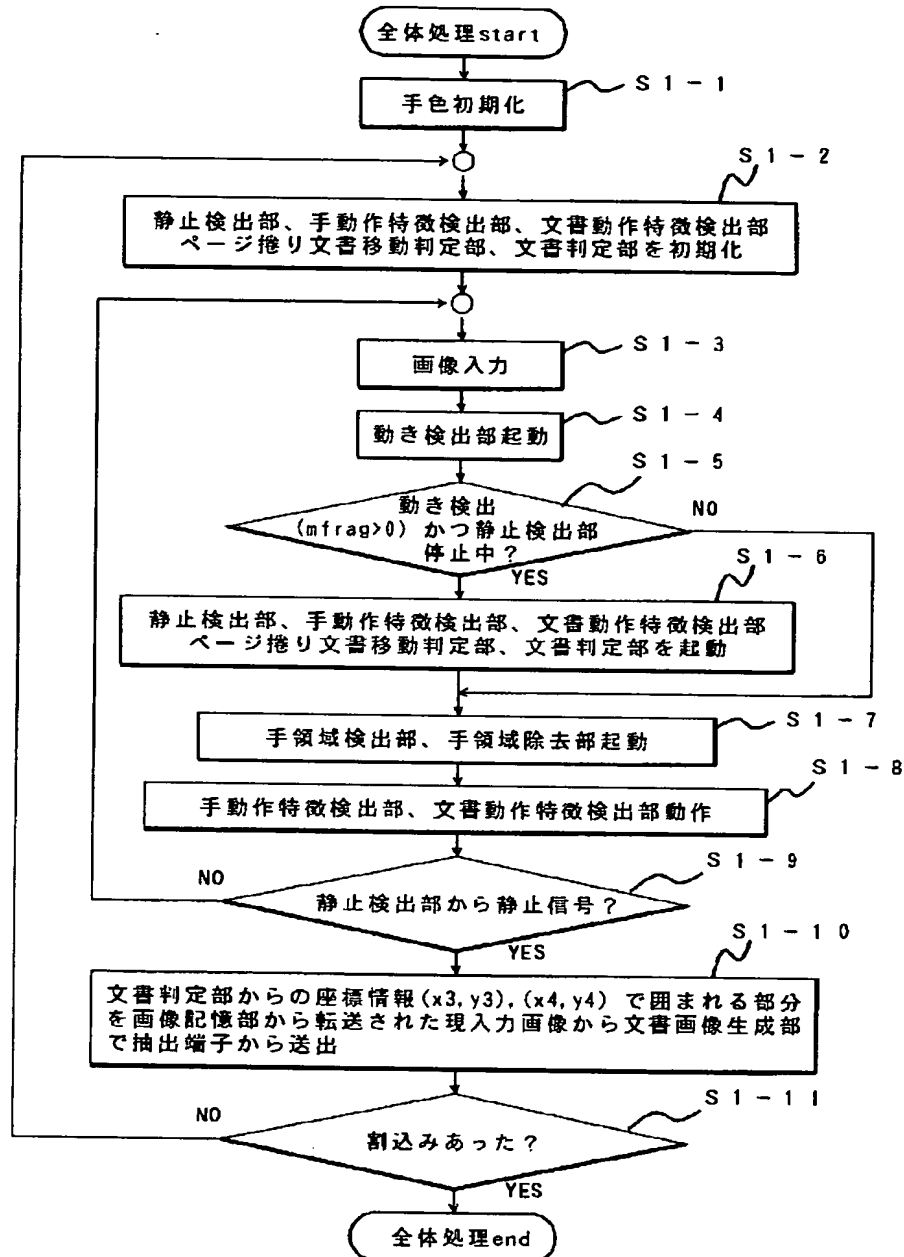 全体処理start
S1-1
手色初期化
S1-2
静止検出部、手動作特徴検出部、文書動作特徴検出部
ページ捲り文書移動判定部、文書判定部を初期化
S1-3
画像入力
S1-4
動き検出部起動
S1-5
動き検出
(mfrag>0) かつ静止検出部
停止中?
NO
YES
S1-6
静止検出部、手動作特徴検出部、文書動作特徴検出部
ページ捲り文書移動判定部、文書判定部を起動
S1-7
手領域検出部、手領域除去部起動
S1-8
手動作特徴検出部、文書動作特徴検出部動作
S1-9
NO
静止検出部から静止信号?
YES
S1-10
文書判定部からの座標情報(x3,y3),(x4,y4)で囲まれる部分
を画像記憶部から転送された現入力画像から文書画像生成部
で抽出端子から送出
S1-11
NO
割込みあった?
YES
全体処理end